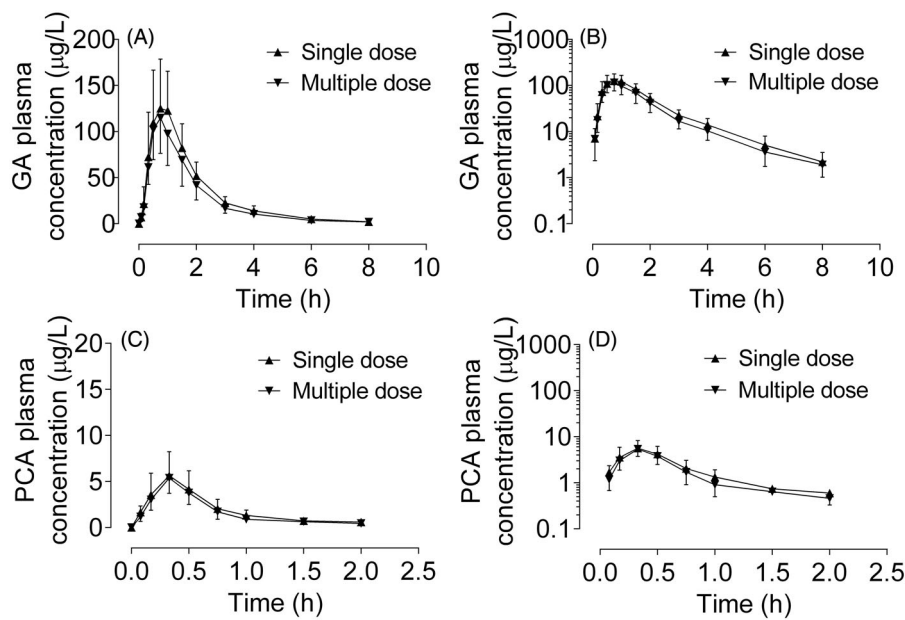 (A)
GA plasma
concentration (μg/L)
200
150
100
50
0
Single dose
Multiple dose
0 2 4 6 8 10
Time (h)
(B)
GA plasma
concentration (μg/L)
1000
100
10
1
0.1
Single dose
Multiple dose
0 2 4 6 8 10
Time (h)
(C)
PCA plasma
concentration (μg/L)
20
15
10
5
0
Single dose
Multiple dose
0.0 0.5 1.0 1.5 2.0 2.5
Time (h)
(D)
PCA plasma
concentration (μg/L)
1000
100
10
1
0.1
Single dose
Multiple dose
0.0 0.5 1.0 1.5 2.0 2.5
Time (h)